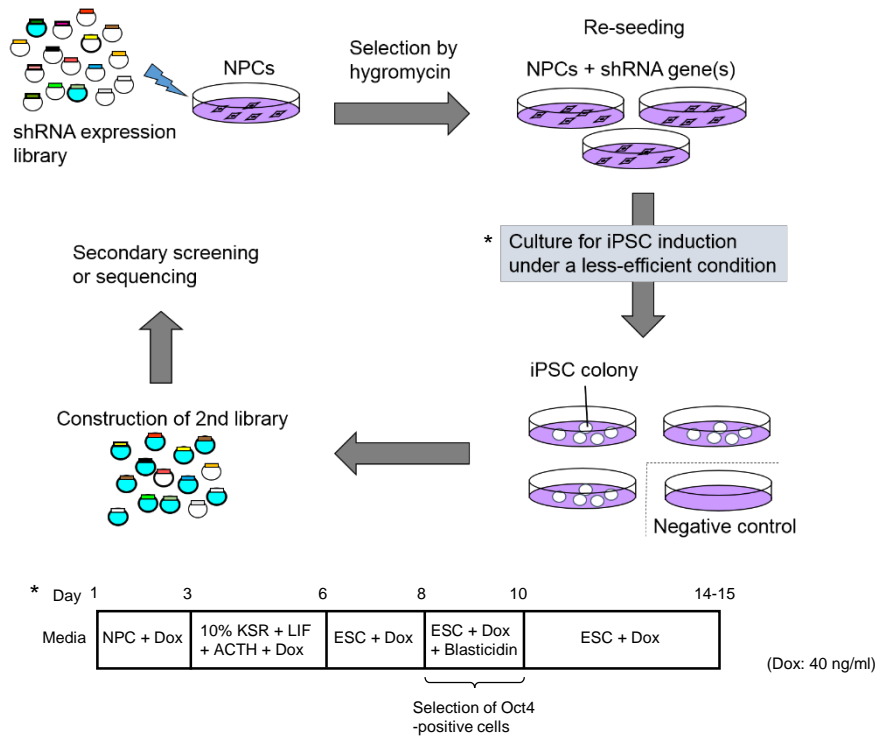 shRNA expression
library
NPCs
Selection by
hygromycin
Re-seeding
NPCs + shRNA gene(s)
* Culture for iPSC induction
under a less-efficient condition
iPSC colony
Negative control
Construction of 2nd library
Secondary screening
or sequencing
* Day 1 3 6 8 10 14-15
Media
NPC + Dox
10% KSR + LIF
+ ACTH + Dox
ESC + Dox
ESC + Dox
+ Blasticidin
ESC + Dox
(Dox: 40 ng/ml)
Selection of Oct4
-positive cells